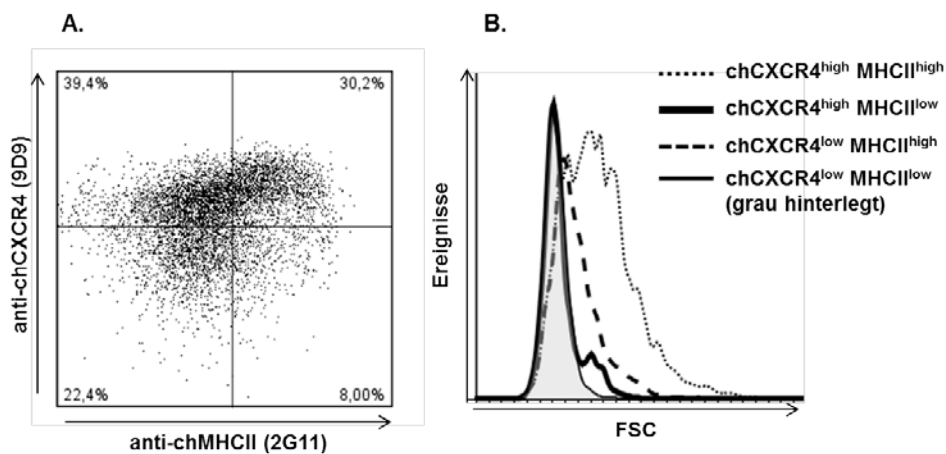 A.
39,4%
30,2%
22,4%
8,00%
anti-chCXCR4 (9D9)
anti-chMHCII (2G11)
B.
chCXCR4high MHCIIhigh
chCXCR4high MHCIIlow
chCXCR4low MHCIIhigh
chCXCR4low MHCIIlow
(grau hinterlegt)
Ereignisse
FSC